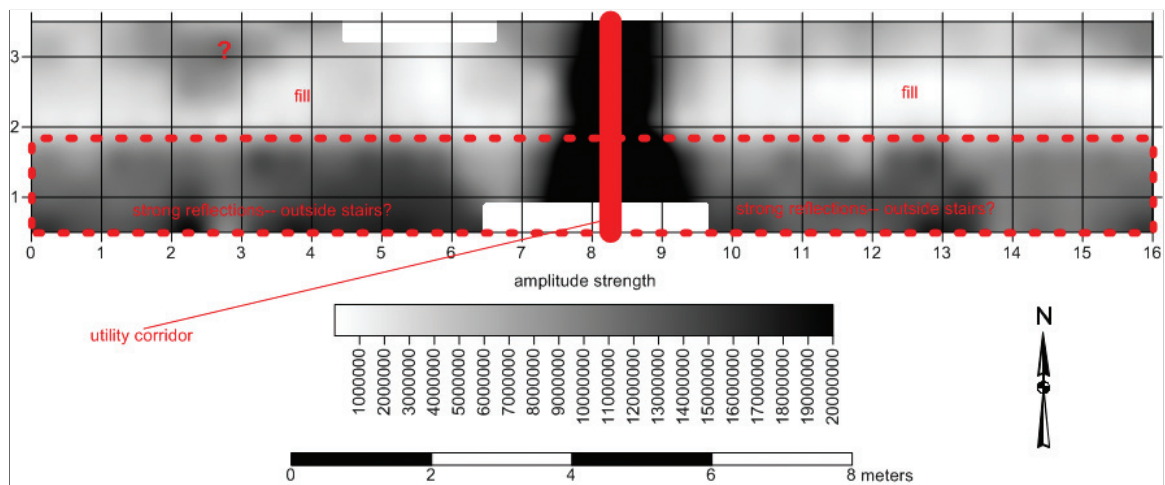 3
?
fill
fill
2
1
strong reflections-- outside stairs?
strong reflections-- outside stairs?
0 1 2 3 4 5 6 7 8 9 10 11 12 13 14 15 16
amplitude strength
utility corridor
N
1000000 2000000 3000000 4000000 5000000 6000000 7000000 8000000 9000000 10000000 11000000 12000000 13000000 14000000 15000000 16000000 17000000 18000000 19000000 20000000
0 2 4 6 8 meters